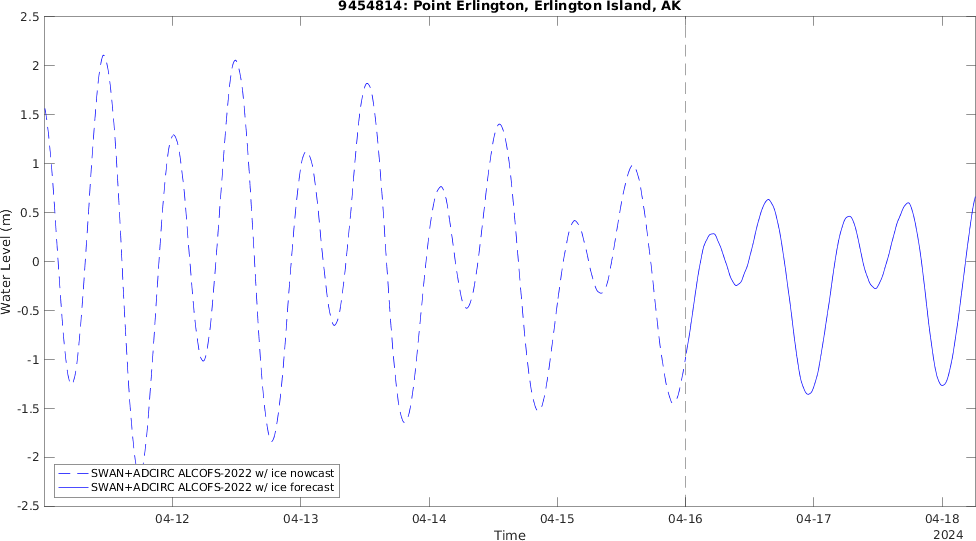 9454814: Point Erlington, Erlington Island, AK
2.5
2
1.5
1
0.5
0
-0.5
-1
-1.5
-2
-2.5
Water Level (m)
SWAN+ADCIRC ALCOFS-2022 w/ ice nowcast
SWAN+ADCIRC ALCOFS-2022 w/ ice forecast
04-12 04-13 04-14 04-15 04-16 04-17 04-18
Time
2024